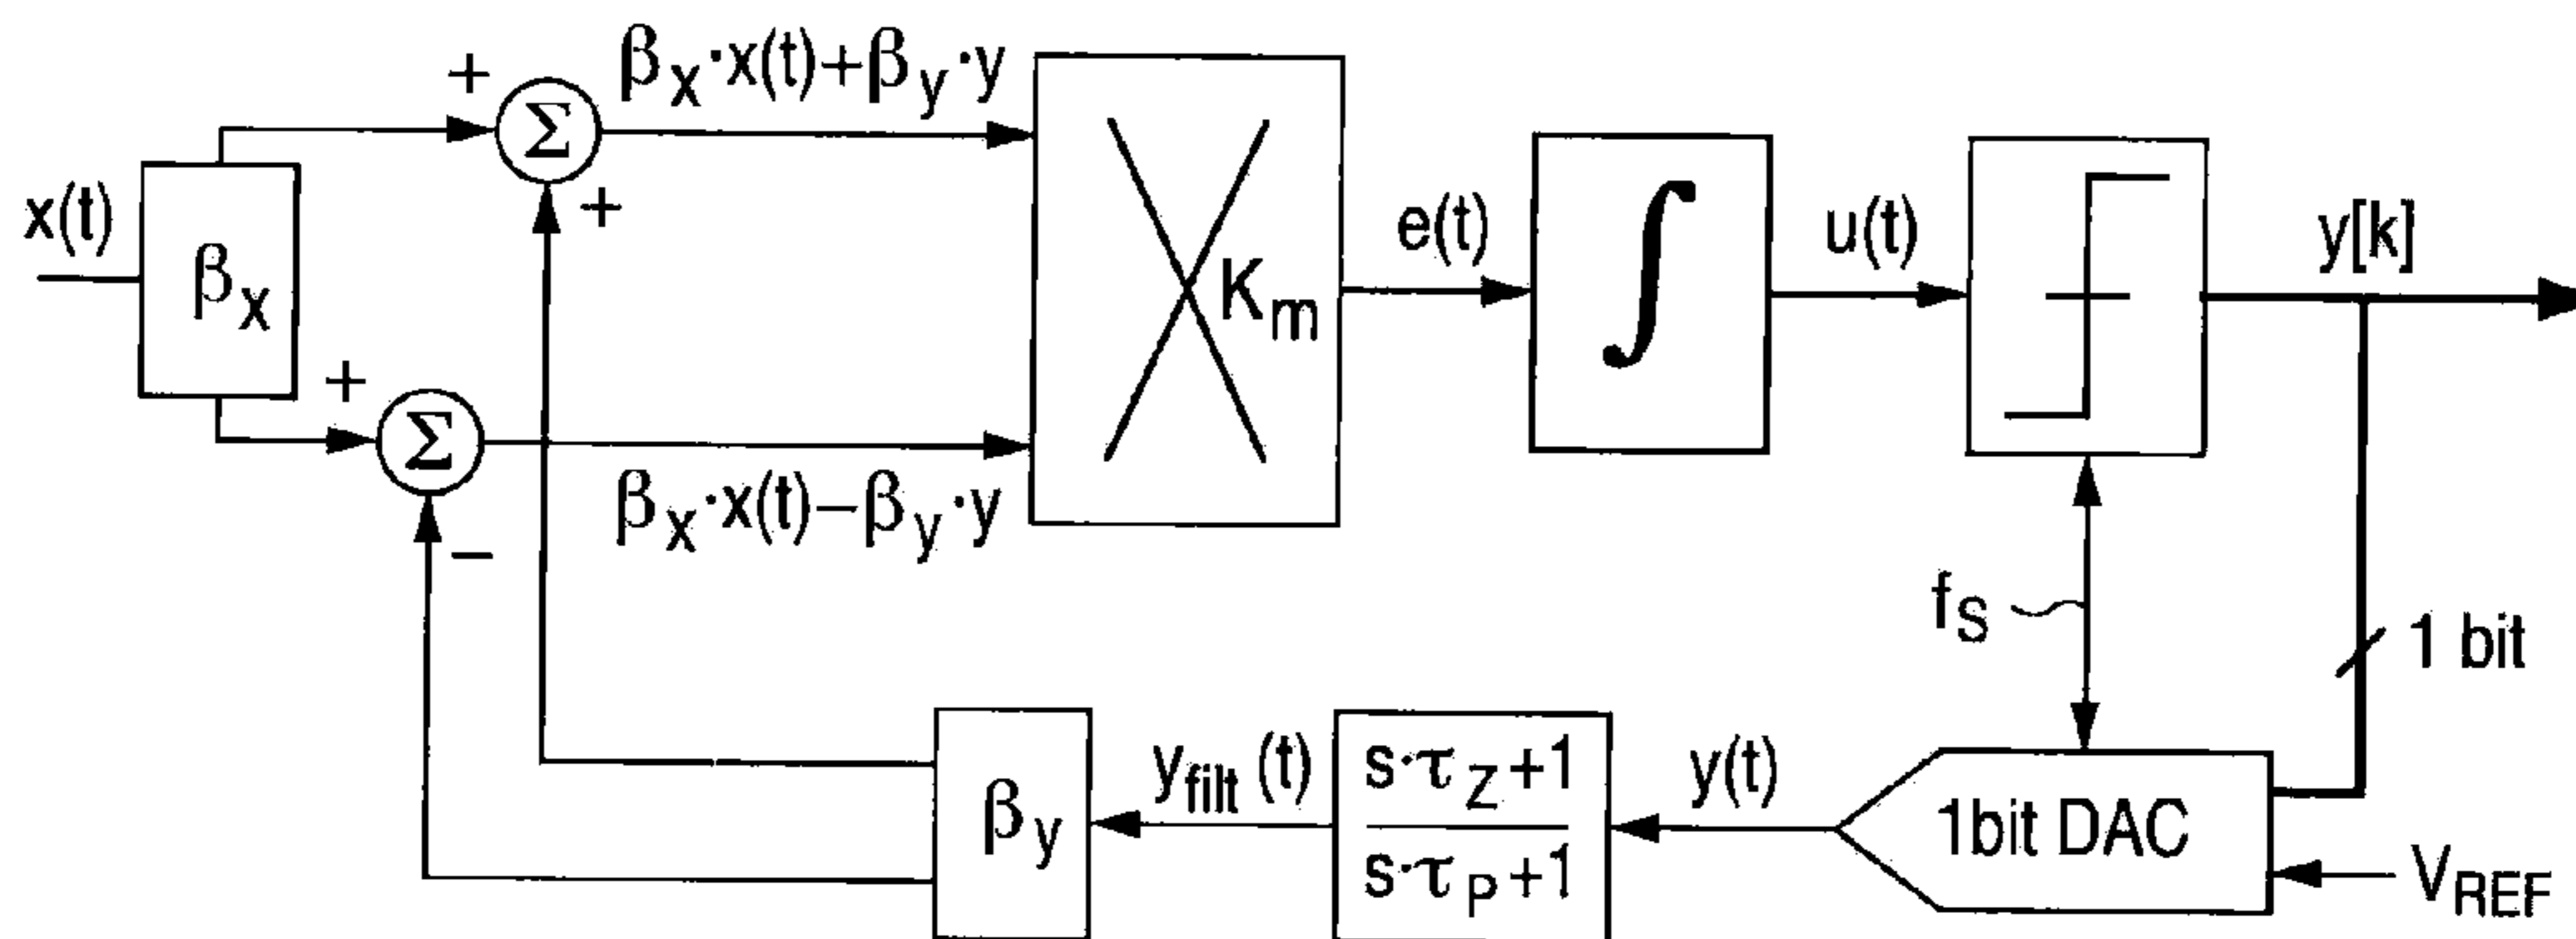 x(t)
βx
+
Σ
+
βx·x(t)+βy·y
+
Σ
−
βx·x(t)−βy·y
Km
e(t)
∫
u(t)
y[k]
fS
1 bit
1bit DAC
VREF
y(t)
s·τZ+1
s·τP+1
yfilt (t)
βy